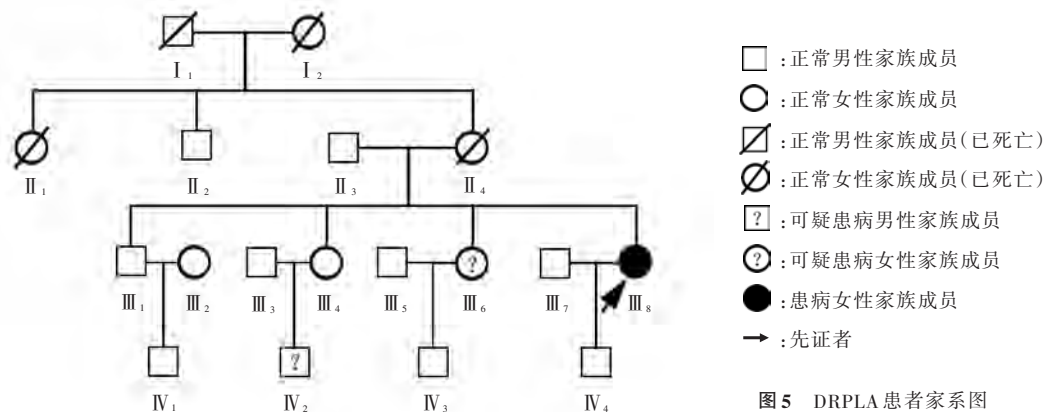 Ⅰ₁ Ⅰ₂
Ⅱ₁ Ⅱ₂ Ⅱ₃ Ⅱ₄
?
Ⅲ₁ Ⅲ₂ Ⅲ₃ Ⅲ₄ Ⅲ₅ Ⅲ₆ Ⅲ₇ Ⅲ₈
?
Ⅳ₁ Ⅳ₂ Ⅳ₃ Ⅳ₄
:正常男性家族成员
:正常女性家族成员
:正常男性家族成员(已死亡)
:正常女性家族成员(已死亡)
? :可疑患病男性家族成员
? :可疑患病女性家族成员
:患病女性家族成员
:先证者
图5 DRPLA患者家系图